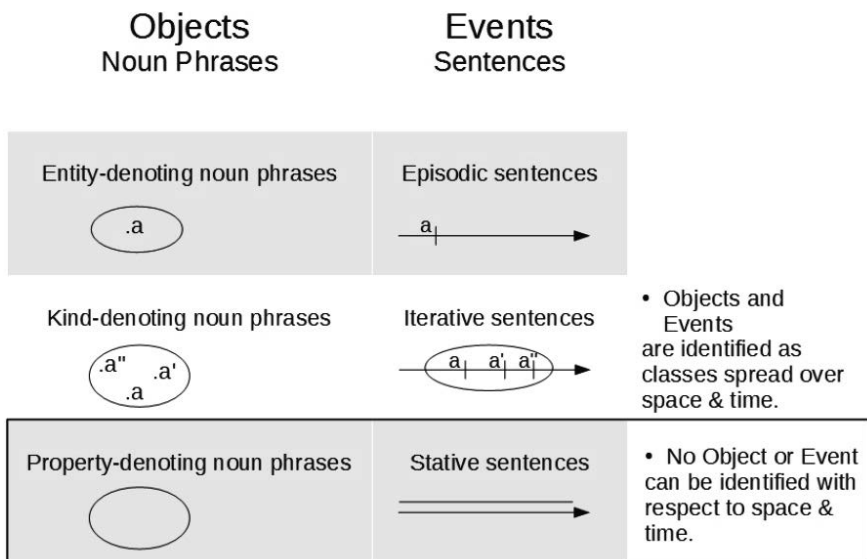 Objects
Noun Phrases
Events
Sentences
Entity-denoting noun phrases
.a
Episodic sentences
a
Kind-denoting noun phrases
.a"
.a'
.a
Iterative sentences
a a' a"
• Objects and
Events
are identified as
classes spread over
space & time.
Property-denoting noun phrases
Stative sentences
• No Object or Event
can be identified with
respect to space &
time.